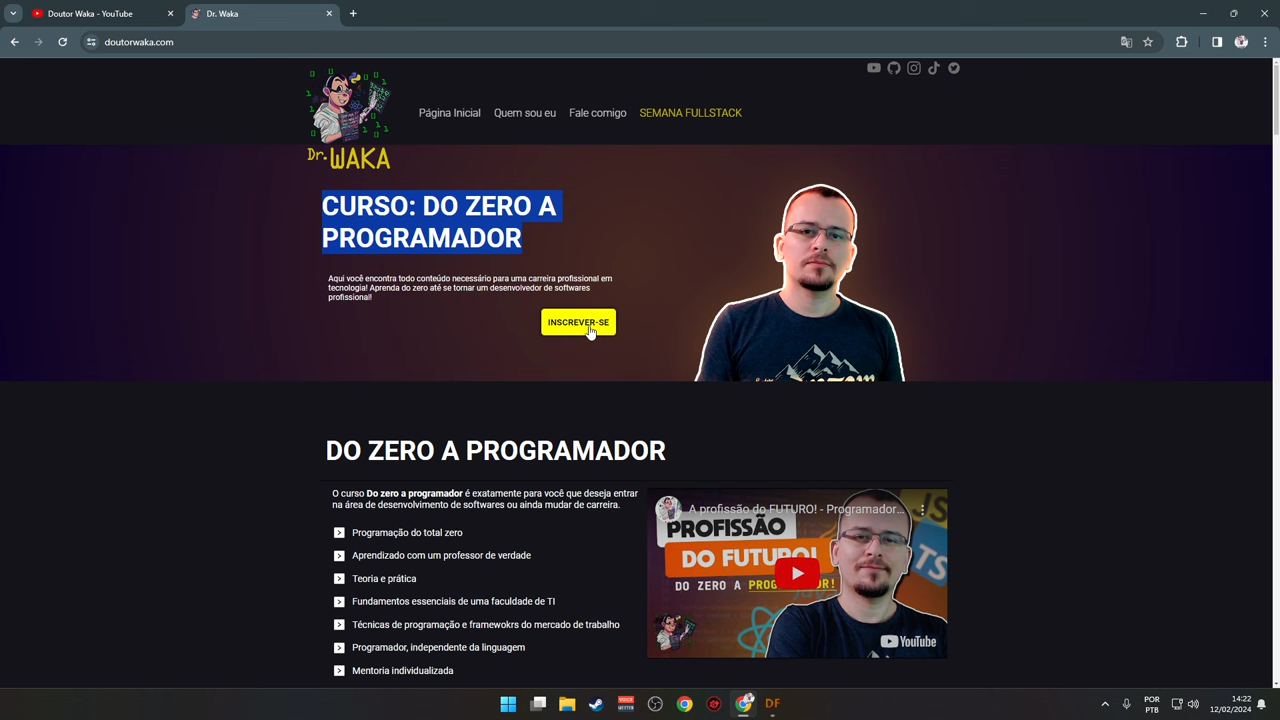 Doutor Waka - YouTube
Dr. Waka
doutorwaka.com
Dr. WAKA
Página Inicial
Quem sou eu
Fale comigo
SEMANA FULLSTACK
CURSO: DO ZERO A
PROGRAMADOR
Aqui você encontra todo conteúdo necessário para uma carreira profissional em
tecnologia! Aprenda do zero até se tornar um desenvolvedor de softwares
profissional!
INSCREVER-SE
DO ZERO A PROGRAMADOR
O curso Do zero a programador é exatamente para você que deseja entrar
na área de desenvolvimento de softwares ou ainda mudar de carreira.
Programação do total zero
Aprendizado com um professor de verdade
Teoria e prática
Fundamentos essenciais de uma faculdade de TI
Técnicas de programação e framewokrs do mercado de trabalho
Programador, independente da linguagem
Mentoria individualizada
A profissão do FUTURO! - Programador...
PROFISSÃO
DO FUTURO!
DO ZERO A PROGRAMADOR!
JS
TS
YouTube
DF
POR
PTB
14:22
12/02/2024